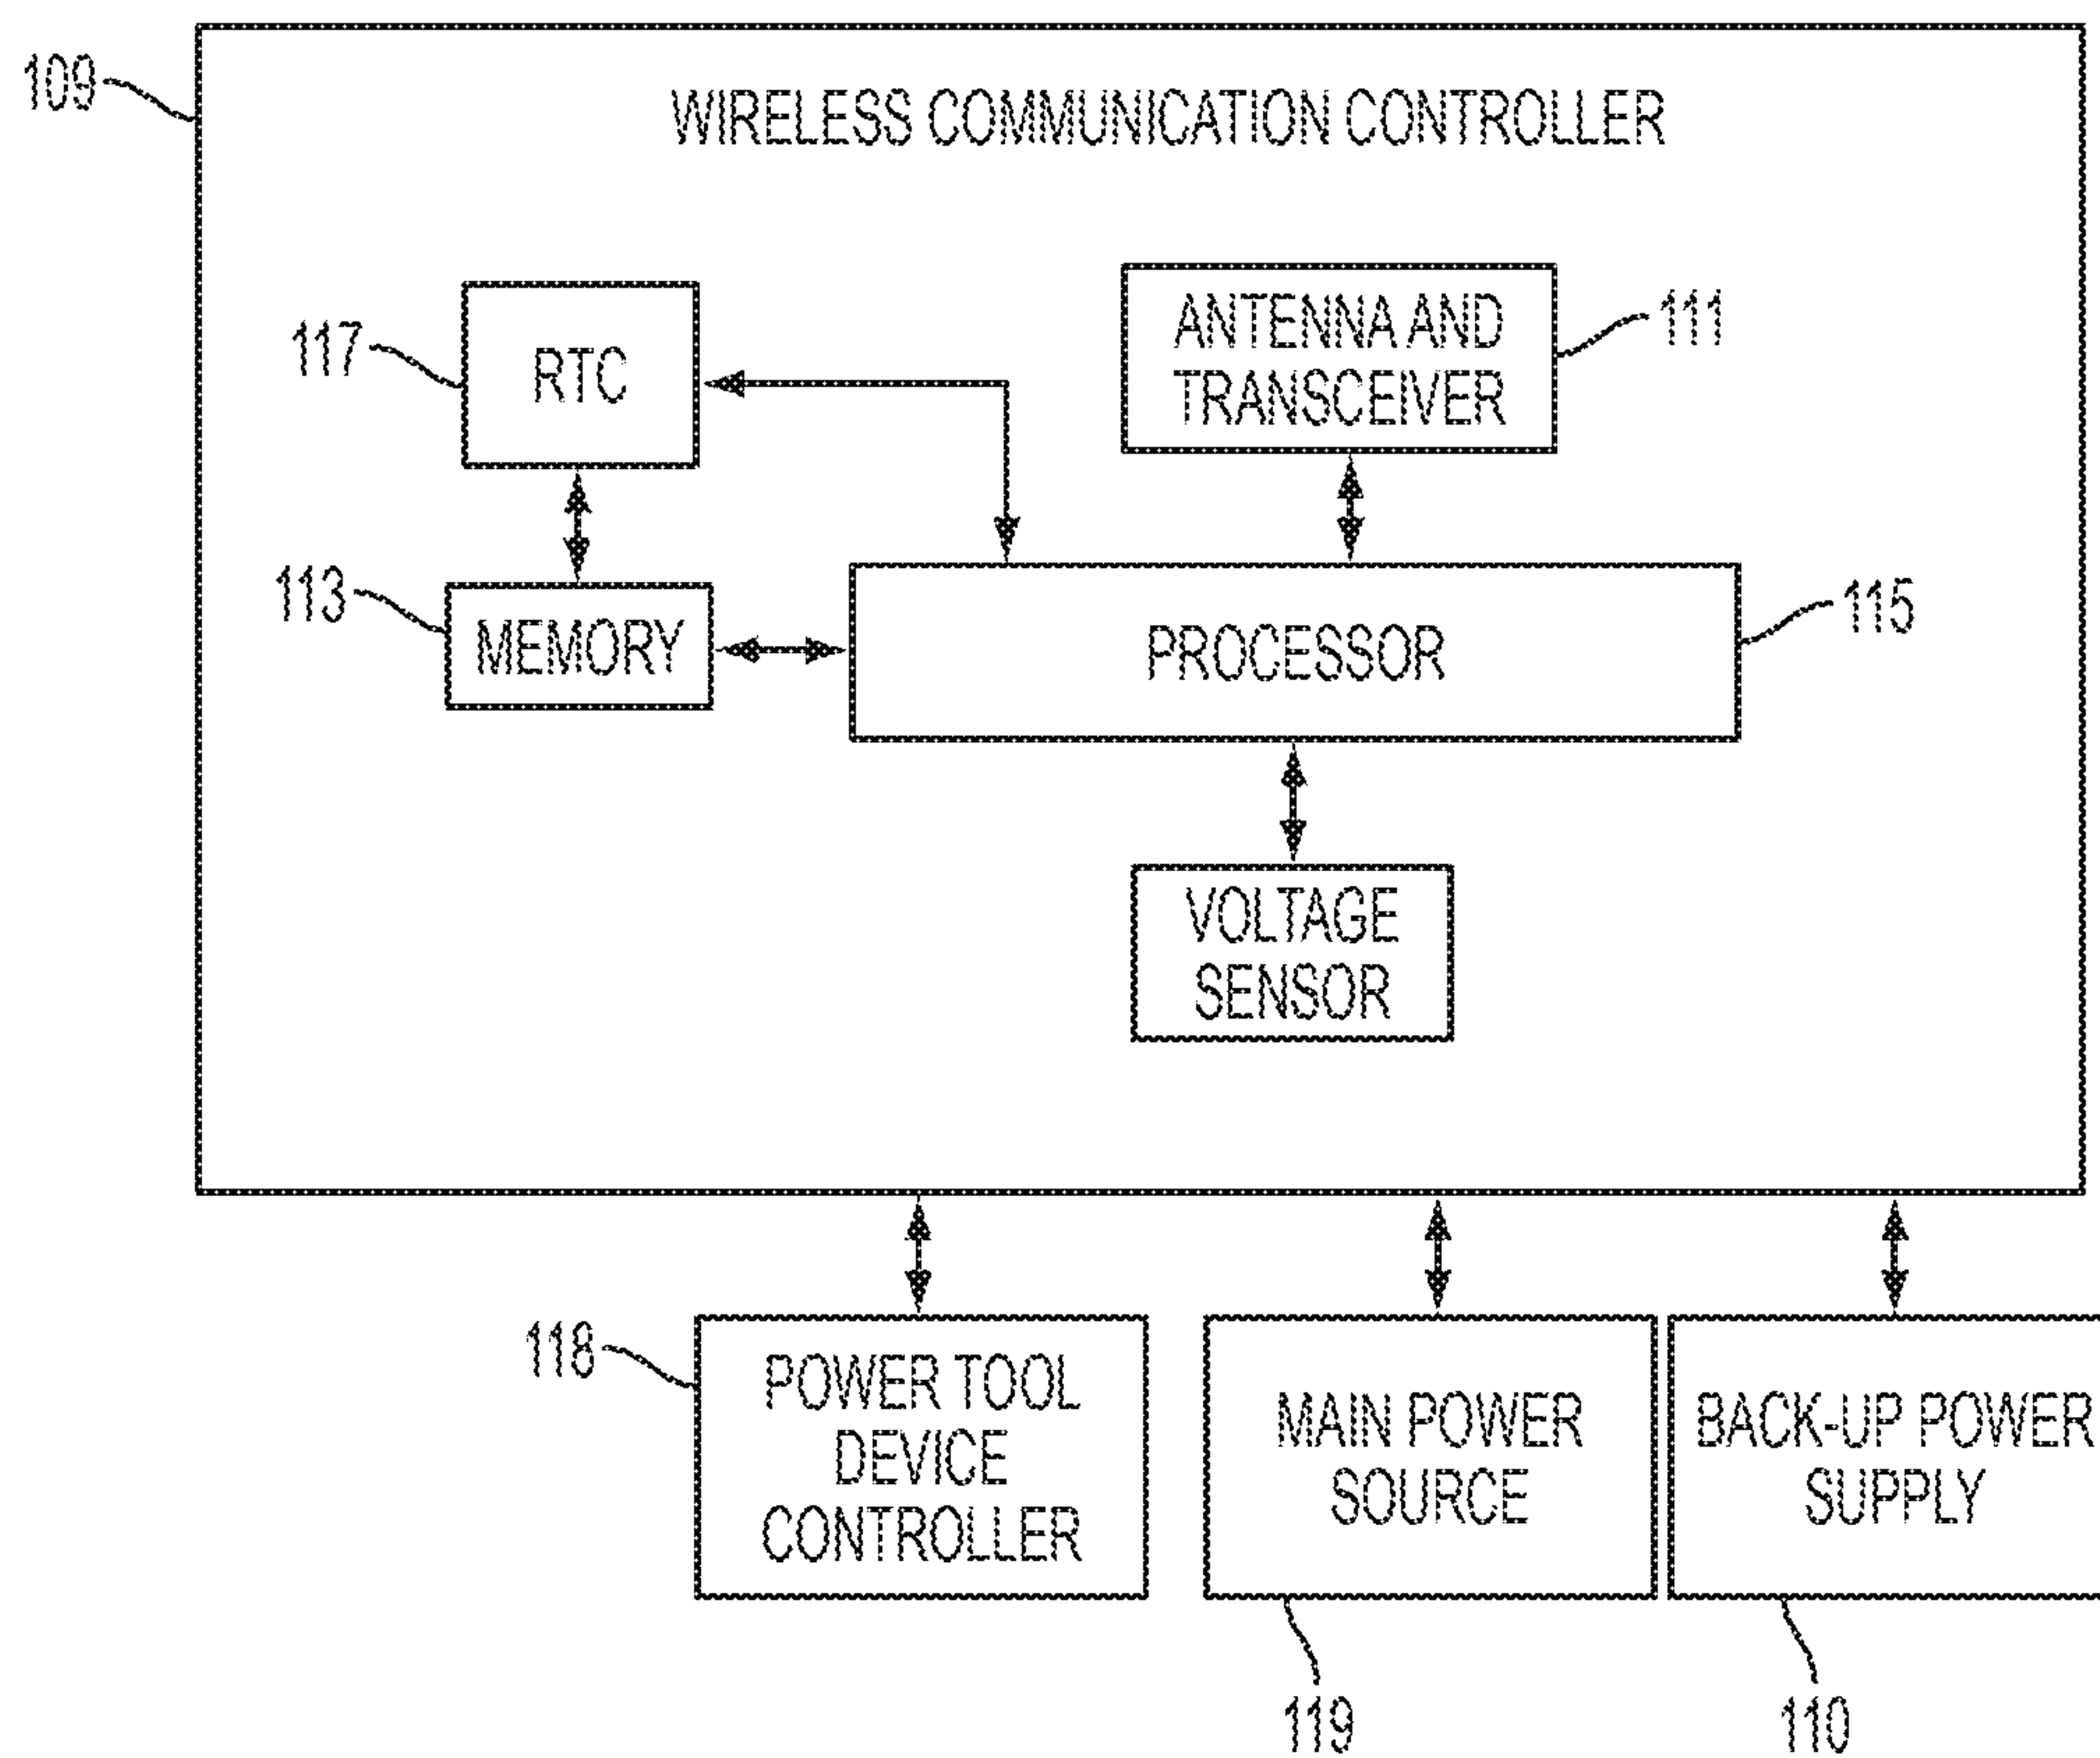 109
WIRELESS COMMUNICATION CONTROLLER
117
RTC
ANTENNA AND
TRANSCEIVER
111
113
MEMORY
PROCESSOR
115
VOLTAGE
SENSOR
118
POWER TOOL
DEVICE
CONTROLLER
MAIN POWER
SOURCE
BACK-UP POWER
SUPPLY
119
110